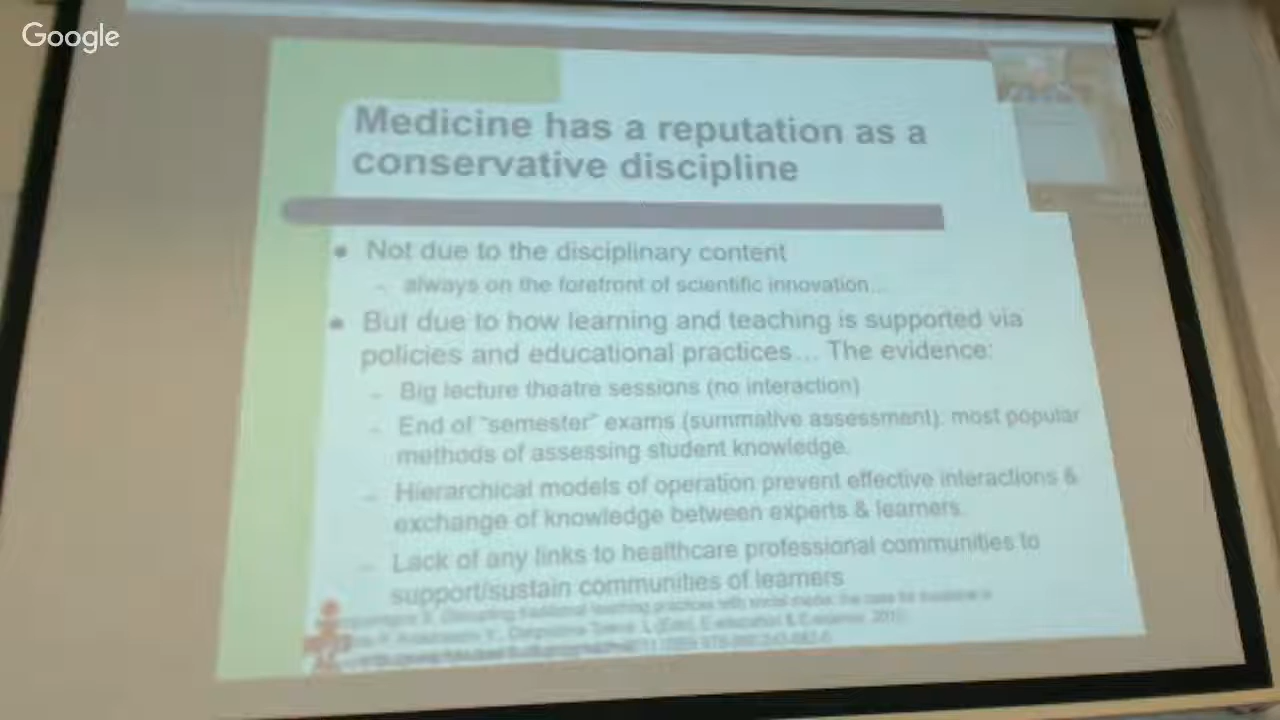 Google
Medicine has a reputation as a
conservative discipline
Not due to the disciplinary content
always on the forefront of scientific innovation...
But due to how learning and teaching is supported via
policies and educational practices... The evidence:
Big lecture theatre sessions (no interaction)
End of "semester" exams (summative assessment): most popular
methods of assessing student knowledge.
Hierarchical models of operation prevent effective interactions &
exchange of knowledge between experts & learners.
Lack of any links to healthcare professional communities to
support/sustain communities of learners